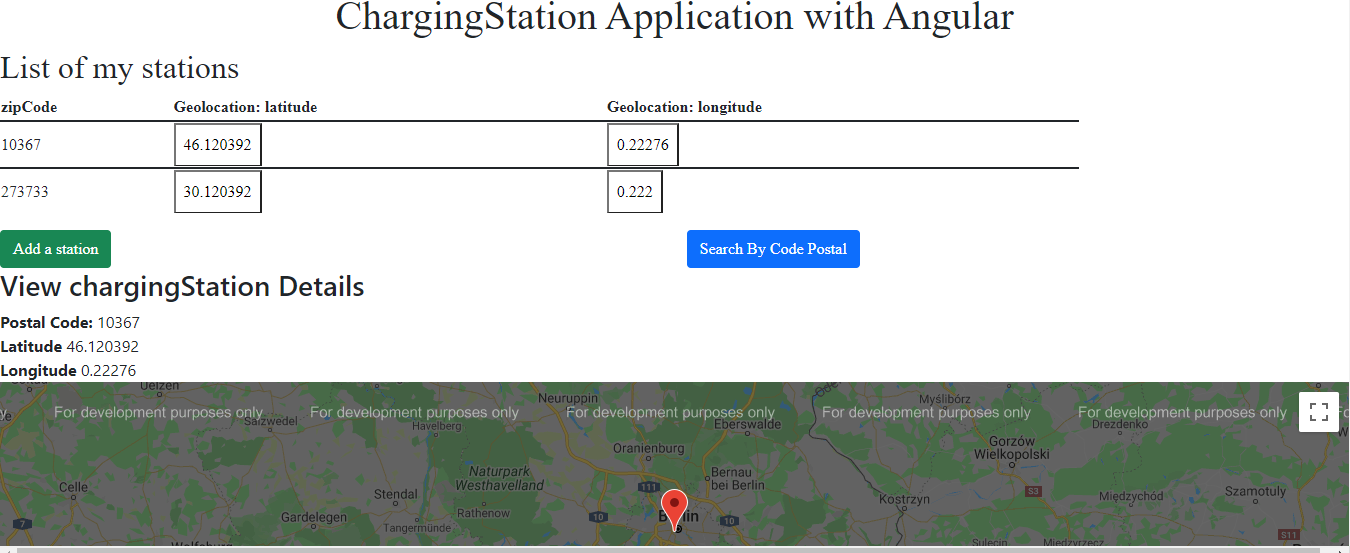 ChargingStation Application with Angular
List of my stations
zipCode Geolocation: latitude Geolocation: longitude
10367 46.120392 0.22276
273733 30.120392 0.222
Add a station Search By Code Postal
View chargingStation Details
Postal Code: 10367
Latitude 46.120392
Longitude 0.22276
Uelzen
Neuruppin Myślibórz
y For development purposes only For development purposes only For development purposes only For development purposes only For development purposes only
Salzwedel Havelberg Eberswalde Drezdenko
Oranienburg Gorzów
Wielkopolski
Naturpark
Westhavelland
Bernau
bei Berlin
Celle Stendal 111 Kostrzyn S3 Międzychód Szamotuly
Rathenow
7 Gardelegen Tangermünde 10 10
S11
Wolfsburg Sulęcin Międzyrzecz